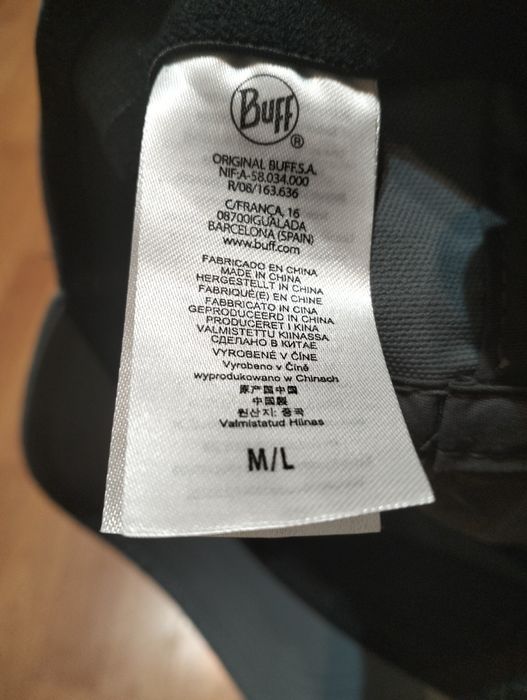 Buff
®
ORIGINAL BUFF,S.A.
NIF:A-58.034.000
R/08/163.636
C/FRANÇA, 16
08700IGUALADA
BARCELONA (SPAIN)
www.buff.com
FABRICADO EN CHINA
MADE IN CHINA
HERGESTELLT IN CHINA
FABRIQUÉ(E) EN CHINE
FABBRICATO IN CINA
GEPRODUCEERD IN CHINA
PRODUCERET I KINA
VALMISTETTU KIINASSA
СДЕЛАНО В КИТАЕ
VYROBENÉ V ČÍNE
Vyrobeno v Číně
wyprodukowano w Chinach
原产国中国
中国製
원산지: 중국
Valmistatud Hiinas
M/L